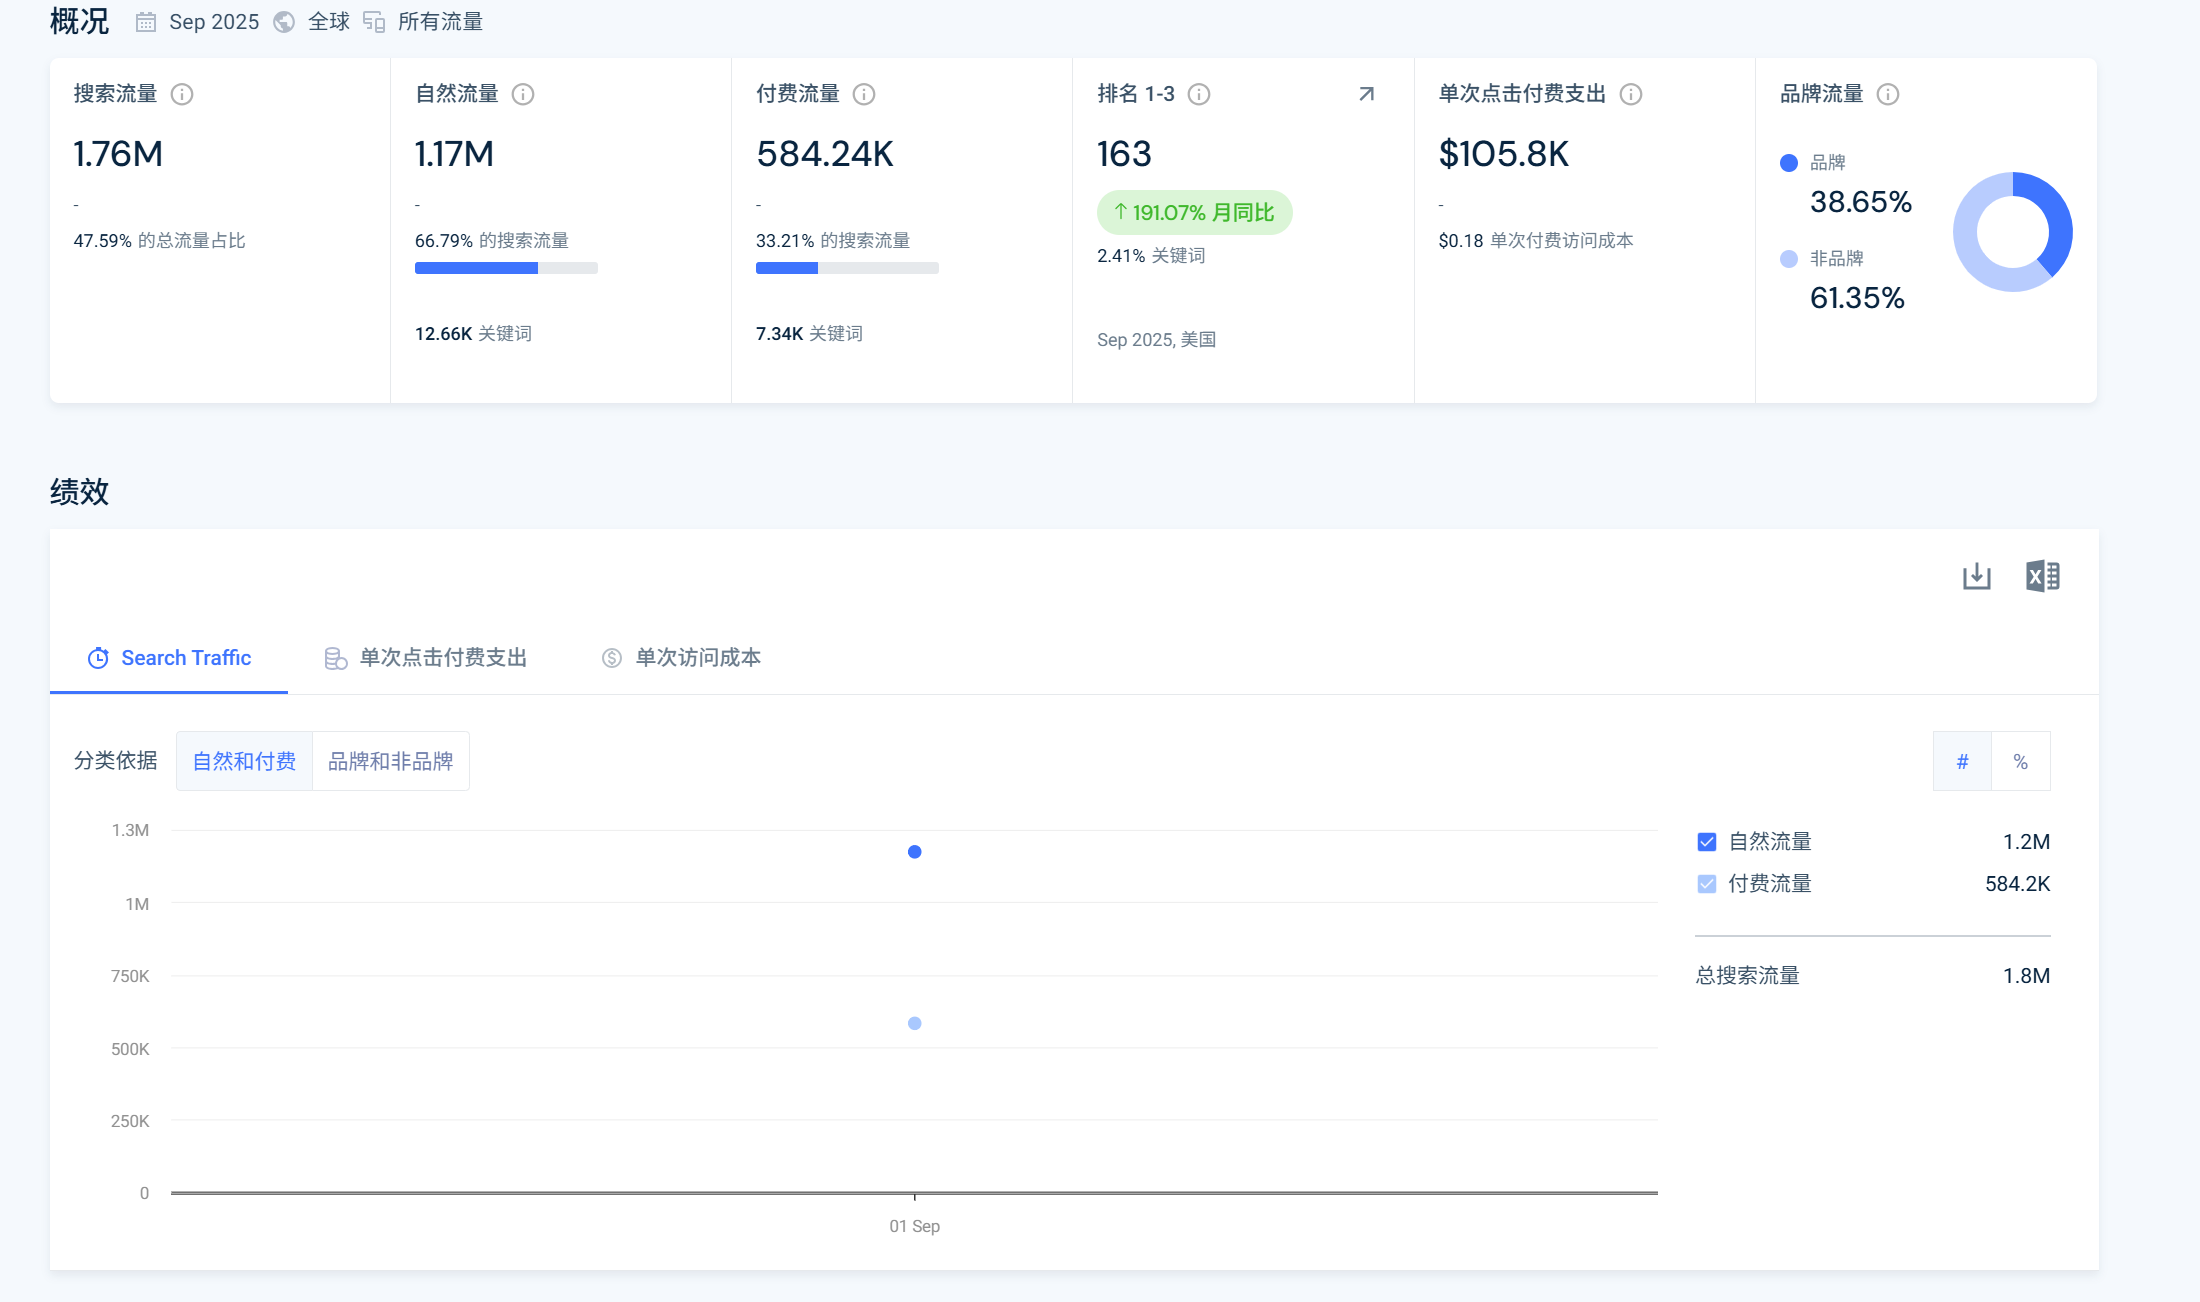 概况 Sep 2025 全球 所有流量
搜索流量
1.76M
-
47.59% 的总流量占比
自然流量
1.17M
-
66.79% 的搜索流量
12.66K 关键词
付费流量
584.24K
-
33.21% 的搜索流量
7.34K 关键词
排名 1-3
163
↑ 191.07% 月同比
2.41% 关键词
Sep 2025, 美国
单次点击付费支出
$105.8K
-
$0.18 单次付费访问成本
品牌流量
品牌
38.65%
非品牌
61.35%
绩效
Search Traffic 单次点击付费支出 单次访问成本
分类依据 自然和付费 品牌和非品牌 # %
1.3M
1M
750K
500K
250K
0
01 Sep
自然流量 1.2M
付费流量 584.2K
总搜索流量 1.8M